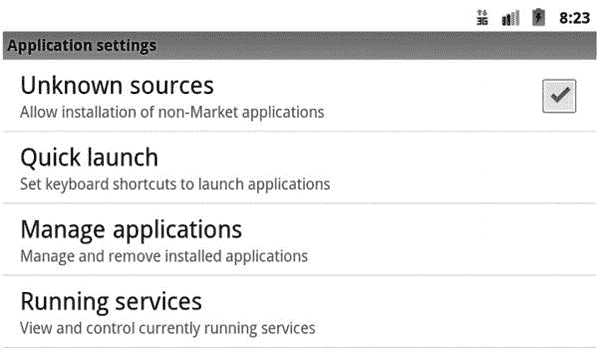 3G 8:23
Application settings
Unknown sources
Allow installation of non-Market applications
Quick launch
Set keyboard shortcuts to launch applications
Manage applications
Manage and remove installed applications
Running services
View and control currently running services